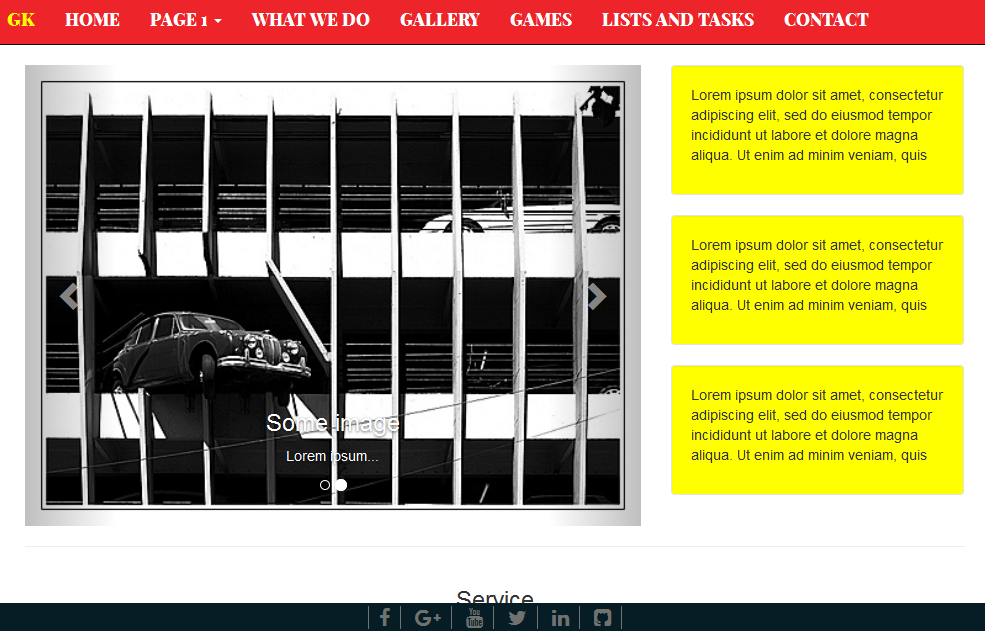 GK HOME PAGE 1 WHAT WE DO GALLERY GAMES LISTS AND TASKS CONTACT
Some image
Lorem ipsum...
Lorem ipsum dolor sit amet, consectetur
adipiscing elit, sed do eiusmod tempor
incididunt ut labore et dolore magna
aliqua. Ut enim ad minim veniam, quis
Lorem ipsum dolor sit amet, consectetur
adipiscing elit, sed do eiusmod tempor
incididunt ut labore et dolore magna
aliqua. Ut enim ad minim veniam, quis
Lorem ipsum dolor sit amet, consectetur
adipiscing elit, sed do eiusmod tempor
incididunt ut labore et dolore magna
aliqua. Ut enim ad minim veniam, quis
Service
f G+ You Tube in